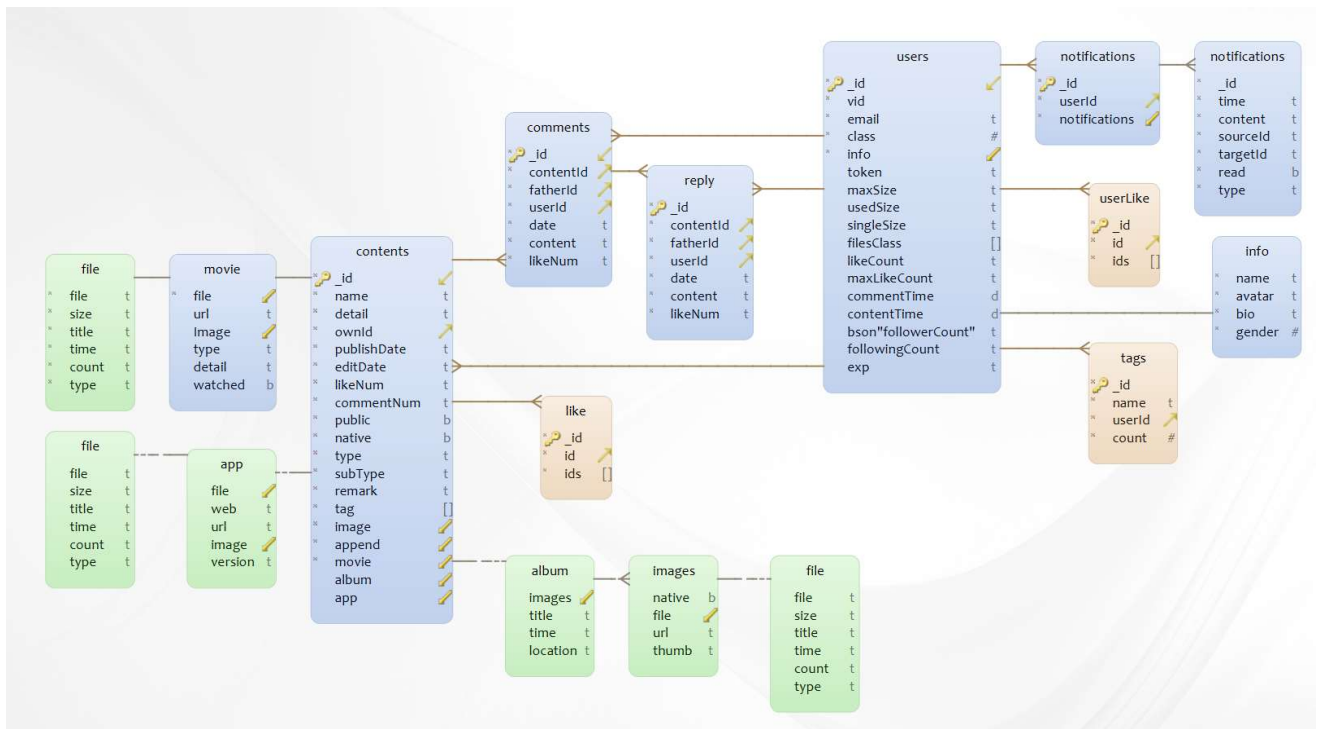 users
_id
vid
email t
class #
info
token t
maxSize t
usedSize t
singleSize t
filesClass []
likeCount t
maxLikeCount t
commentTime d
contentTime d
bson"followerCount" t
followingCount t
exp t
notifications
_id
userId
notifications
notifications
_id
time t
content t
sourceId t
targetId t
read b
type t
comments
_id
contentId
fatherId
userId
date t
content t
likeNum t
reply
_id
contentId
fatherId
userId
date t
content t
likeNum t
userLike
_id
id
ids []
info
name t
avatar t
bio t
gender #
file
file t
size t
title t
time t
count t
type t
movie
file
url t
Image
type t
detail t
watched b
contents
_id
name t
detail t
ownId
publishDate t
editDate t
likeNum t
commentNum t
public b
native b
type t
subType t
remark t
tag []
image
append
movie
album
app
tags
_id
name t
userId
count #
like
_id
id
ids []
file
file t
size t
title t
time t
count t
type t
app
file
web t
url t
image
version t
album
images
title t
time t
location t
images
native b
file
url t
thumb t
file
file t
size t
title t
time t
count t
type t